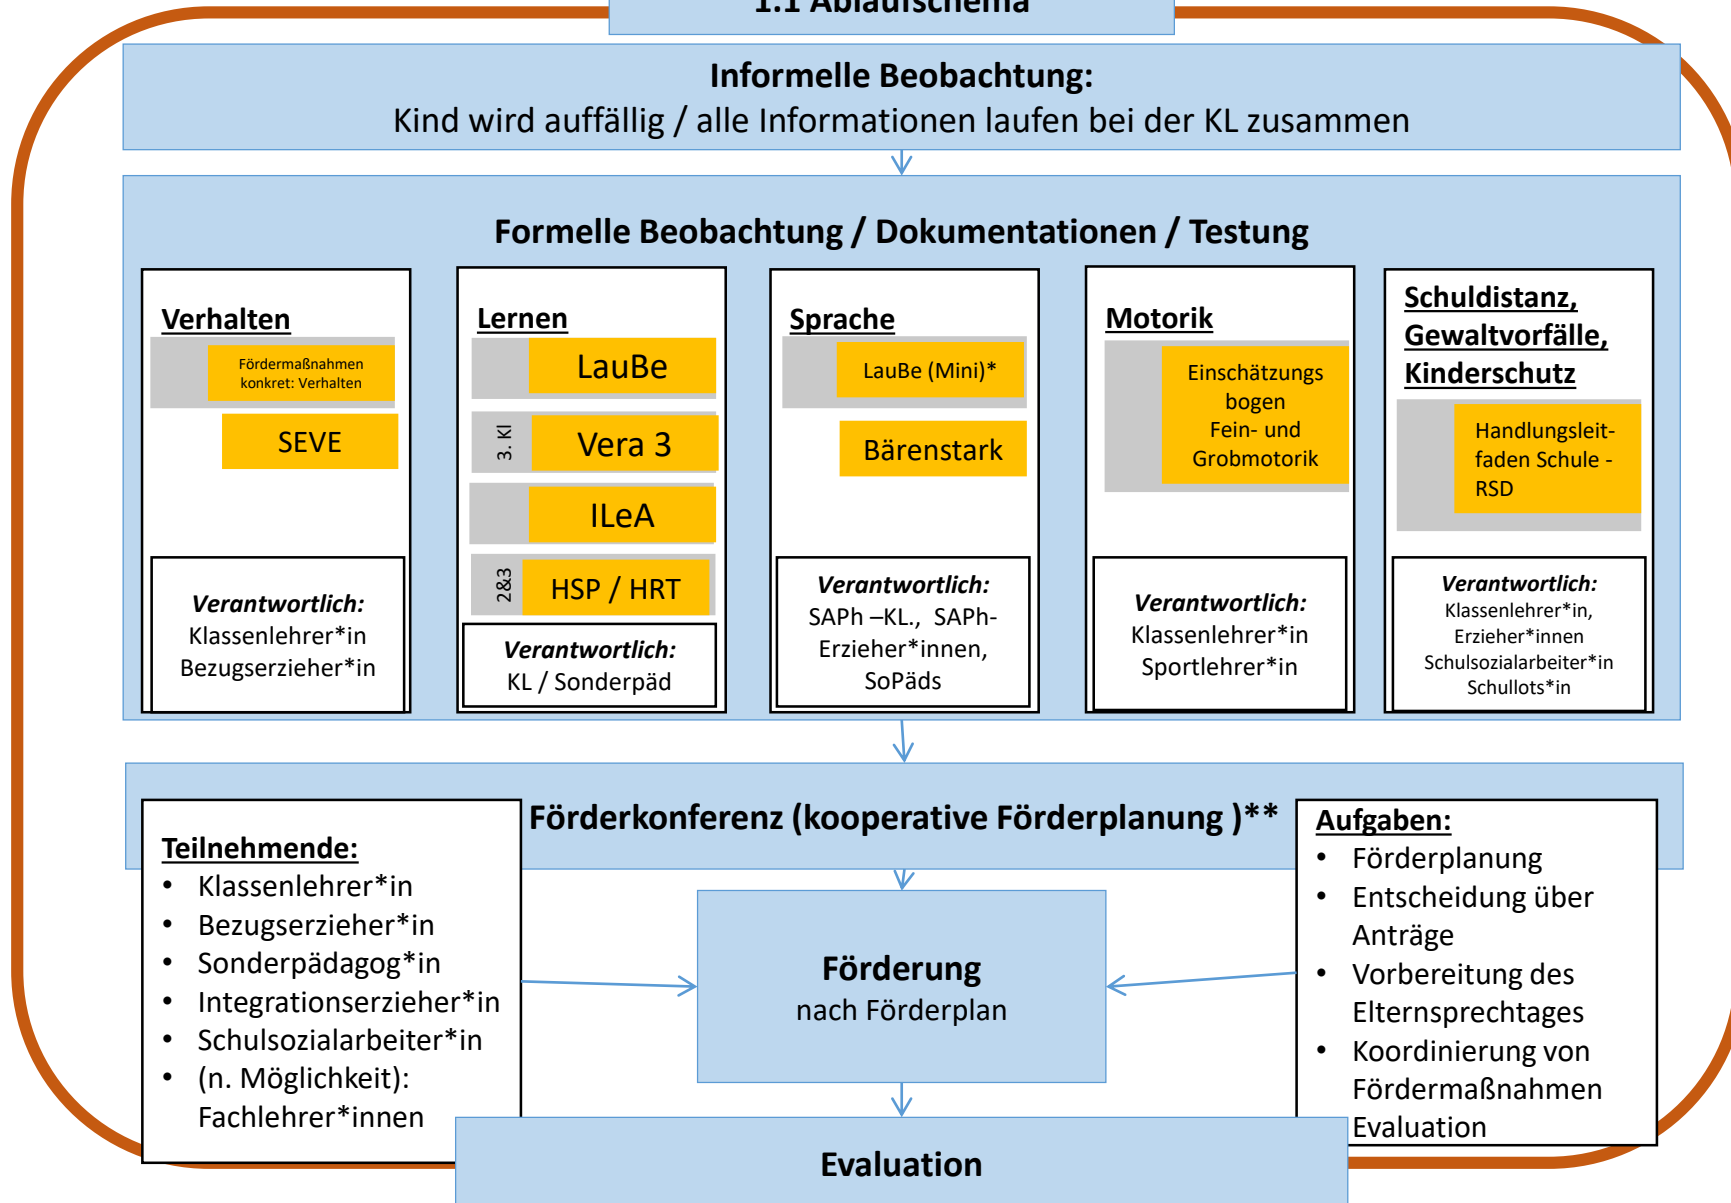 1.1 Ablaufschema
Informelle Beobachtung:
Kind wird auffällig / alle Informationen laufen bei der KL zusammen
Formelle Beobachtung / Dokumentationen / Testung
Verhalten
Fördermaßnahmen
konkret: Verhalten
SEVE
Verantwortlich:
Klassenlehrer*in
Bezugserzieher*in
Lernen
LauBe
3. Kl
Vera 3
ILeA
2&3
HSP / HRT
Verantwortlich:
KL / Sonderpäd
Sprache
LauBe (Mini)*
Bärenstark
Verantwortlich:
SAPh –KL., SAPh-
Erzieher*innen,
SoPäds
Motorik
Einschätzungs
bogen
Fein- und
Grobmotorik
Verantwortlich:
Klassenlehrer*in
Sportlehrer*in
Schuldistanz,
Gewaltvorfälle,
Kinderschutz
Handlungsleit-
faden Schule -
RSD
Verantwortlich:
Klassenlehrer*in,
Erzieher*innen
Schulsozialarbeiter*in
Schullots*in
Förderkonferenz (kooperative Förderplanung )**
Teilnehmende:
• Klassenlehrer*in
• Bezugserzieher*in
• Sonderpädagog*in
• Integrationserzieher*in
• Schulsozialarbeiter*in
• (n. Möglichkeit):
Fachlehrer*innen
Förderung
nach Förderplan
Aufgaben:
• Förderplanung
• Entscheidung über
Anträge
• Vorbereitung des
Elternsprechtages
• Koordinierung von
Fördermaßnahmen
Evaluation
Evaluation